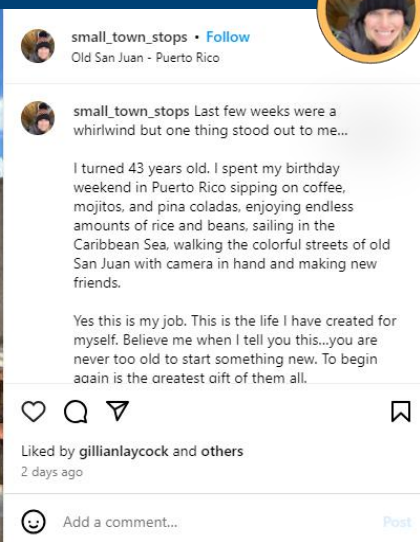 small_town_stops • Follow
Old San Juan - Puerto Rico
small_town_stops Last few weeks were a
whirlwind but one thing stood out to me...
I turned 43 years old. I spent my birthday
weekend in Puerto Rico sipping on coffee,
mojitos, and pina coladas, enjoying endless
amounts of rice and beans, sailing in the
Caribbean Sea, walking the colorful streets of old
San Juan with camera in hand and making new
friends.
Yes this is my job. This is the life I have created for
myself. Believe me when I tell you this...you are
never too old to start something new. To begin
again is the greatest gift of them all.
Liked by gillianlaycock and others
2 days ago
Add a comment...
Post